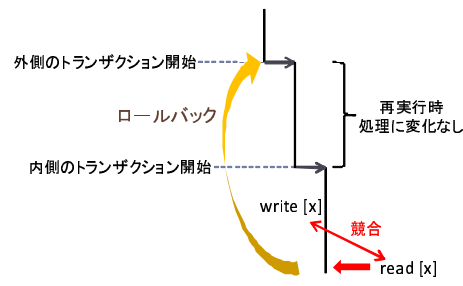 外側のトランザクション開始
ロールバック
再実行時
処理に変化なし
内側のトランザクション開始
write [x]
競合
read [x]